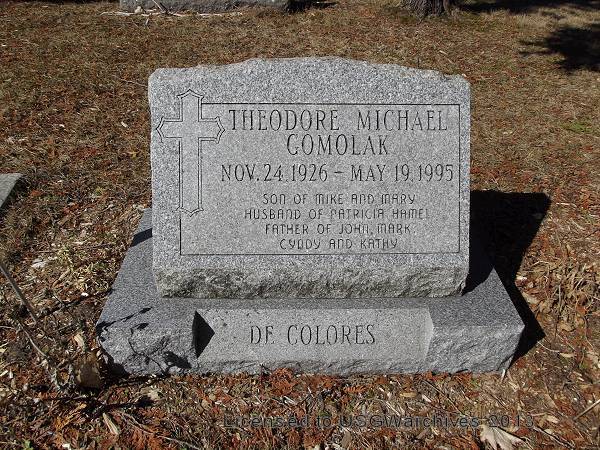 THEODORE MICHAEL
GOMOLAK
NOV. 24. 1926 - MAY 19. 1995
SON OF MIKE AND MARY
HUSBAND OF PATRICIA HAMEL
FATHER OF JOHN, MARK
CYNDY AND KATHY
DE COLORES
Licensed to USGWarchives 2013